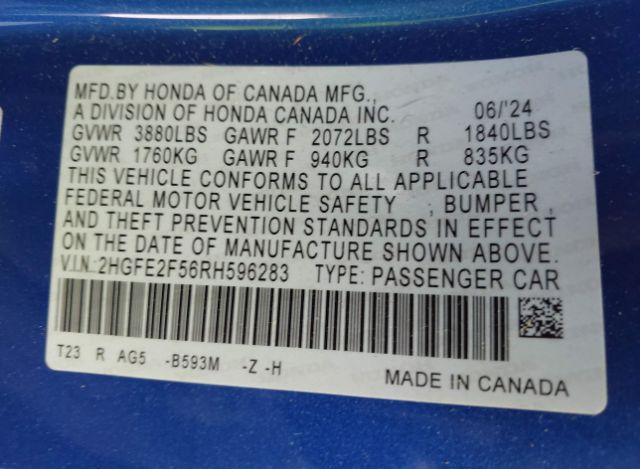 MFD.BY HONDA OF CANADA MFG.,
A DIVISION OF HONDA CANADA INC. 06/'24
GVWR 3880LBS GAWR F 2072LBS R 1840LBS
GVWR 1760KG GAWR F 940KG R 835KG
THIS VEHICLE CONFORMS TO ALL APPLICABLE
FEDERAL MOTOR VEHICLE SAFETY , BUMPER ,
AND THEFT PREVENTION STANDARDS IN EFFECT
ON THE DATE OF MANUFACTURE SHOWN ABOVE.
V.I.N.:2HGFE2F56RH596283 TYPE: PASSENGER CAR
T23 R AG5 -B593M -Z -H
MADE IN CANADA